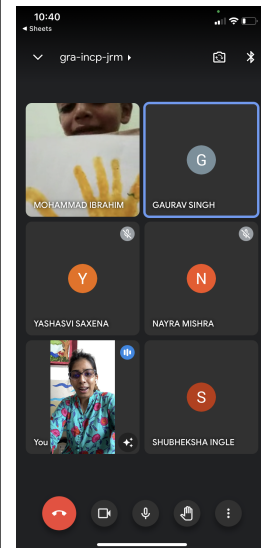 10:40
◂ Sheets
gra-incp-jrm ▸
MOHAMMAD IBRAHIM
G
GAURAV SINGH
Y
YASHASVI SAXENA
N
NAYRA MISHRA
You
S
SHUBHEKSHA INGLE